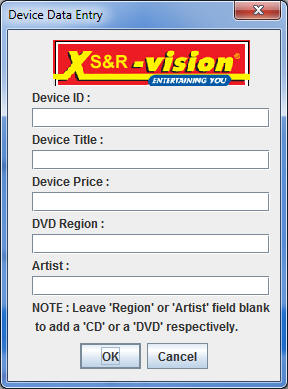 Device Data Entry
XS&R-vision®
ENTERTAINING YOU
Device ID :
Device Title :
Device Price :
DVD Region :
Artist :
NOTE : Leave 'Region' or 'Artist' field blank
to add a 'CD' or a 'DVD' respectively.
OK
Cancel